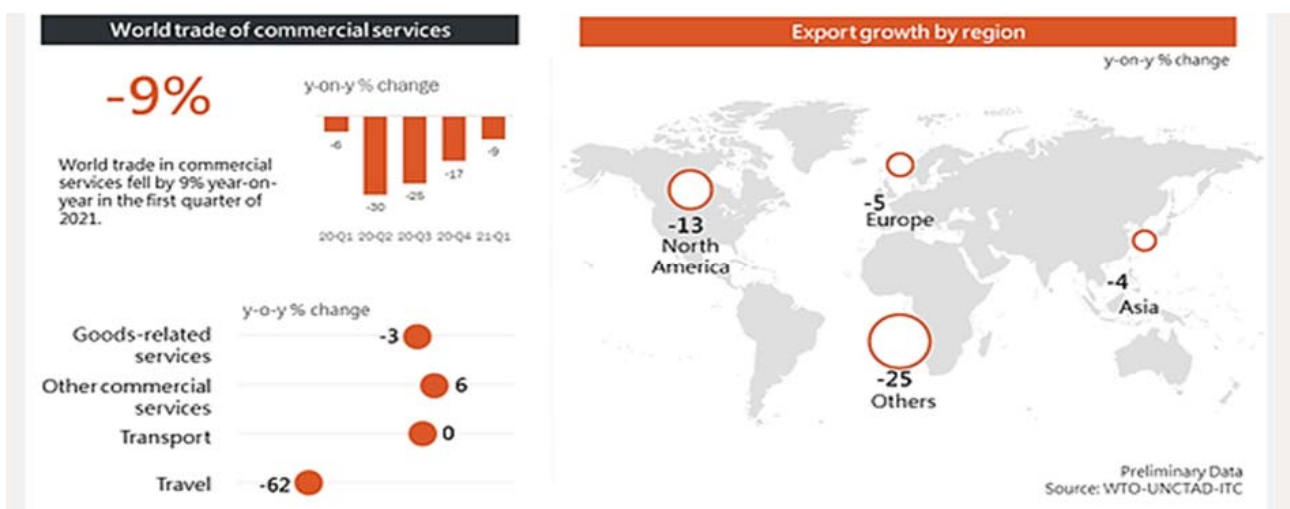 World trade of commercial services
-9%
World trade in commercial
services fell by 9% year-on-
year in the first quarter of
2021.
y-on-y % change
-6
-30
-25
-17
-9
20-Q1 20-Q2 20-Q3 20-Q4 21-Q1
y-o-y % change
Goods-related
services
-3
Other commercial
services
6
Transport
0
Travel
-62
Export growth by region
y-on-y % change
-13
North
America
-5
Europe
-4
Asia
-25
Others
Preliminary Data
Source: WTO-UNCTAD-ITC